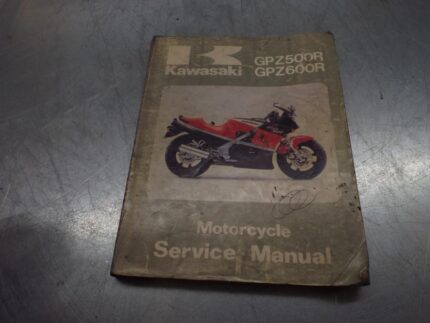 Kawasaki
GPZ500R
GPZ600R
Motorcycle
Service Manual